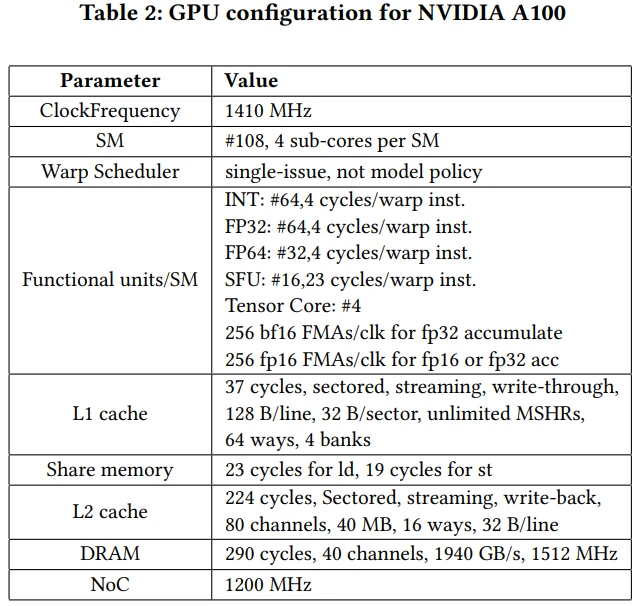 Table 2: GPU configuration for NVIDIA A100
Parameter Value
ClockFrequency 1410 MHz
SM #108, 4 sub-cores per SM
Warp Scheduler single-issue, not model policy
Functional units/SM
INT: #64,4 cycles/warp inst.
FP32: #64,4 cycles/warp inst.
FP64: #32,4 cycles/warp inst.
SFU: #16,23 cycles/warp inst.
Tensor Core: #4
256 bf16 FMAs/clk for fp32 accumulate
256 fp16 FMAs/clk for fp16 or fp32 acc
L1 cache
37 cycles, sectored, streaming, write-through,
128 B/line, 32 B/sector, unlimited MSHRs,
64 ways, 4 banks
Share memory 23 cycles for ld, 19 cycles for st
L2 cache
224 cycles, Sectored, streaming, write-back,
80 channels, 40 MB, 16 ways, 32 B/line
DRAM 290 cycles, 40 channels, 1940 GB/s, 1512 MHz
NoC 1200 MHz